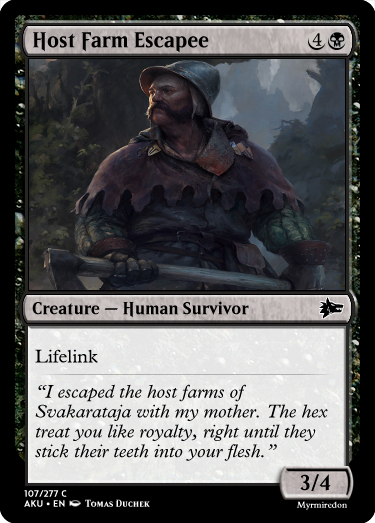 Host Farm Escapee 4
Creature — Human Survivor
Lifelink
“I escaped the host farms of
Svakarataja with my mother. The hex
treat you like royalty, right until they
stick their teeth into your flesh.”
3/4
107/277 C
AKU • EN Tomas Duchek
Myrmiredon